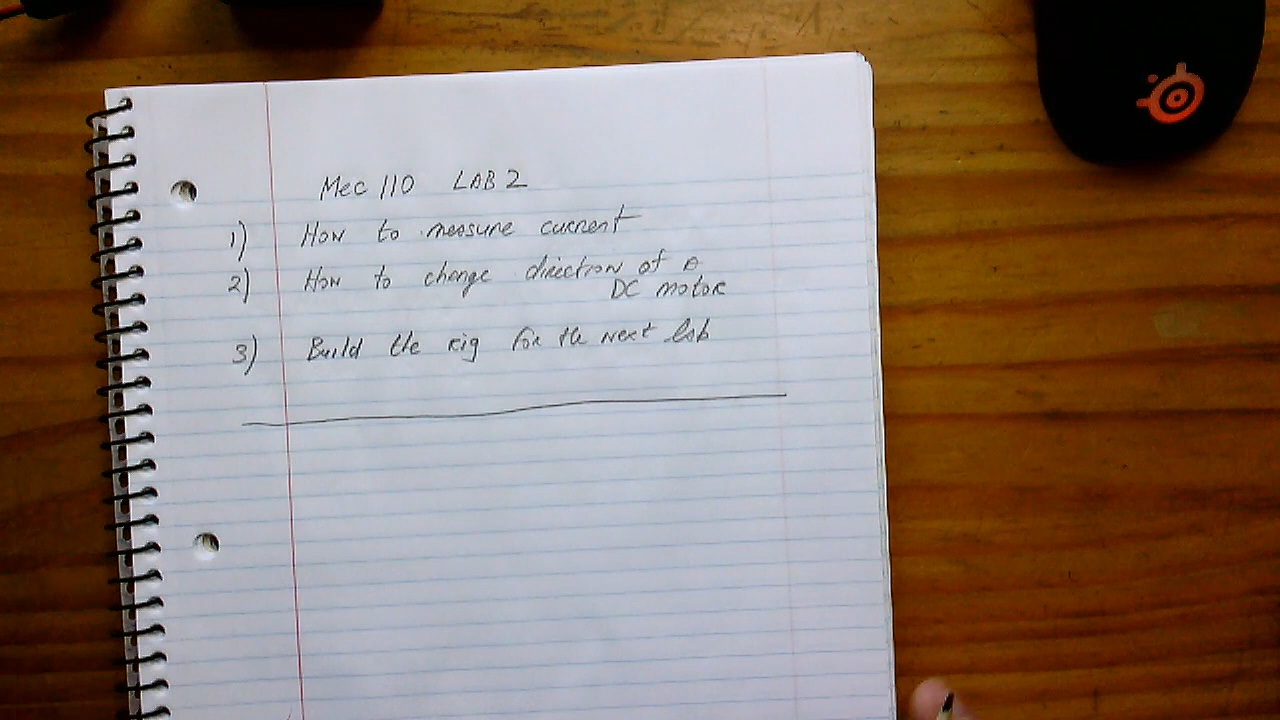 Mec 110 LAB 2
1) How to measure current
2) How to change direction of a
DC motor
3) Build the rig for the next lab